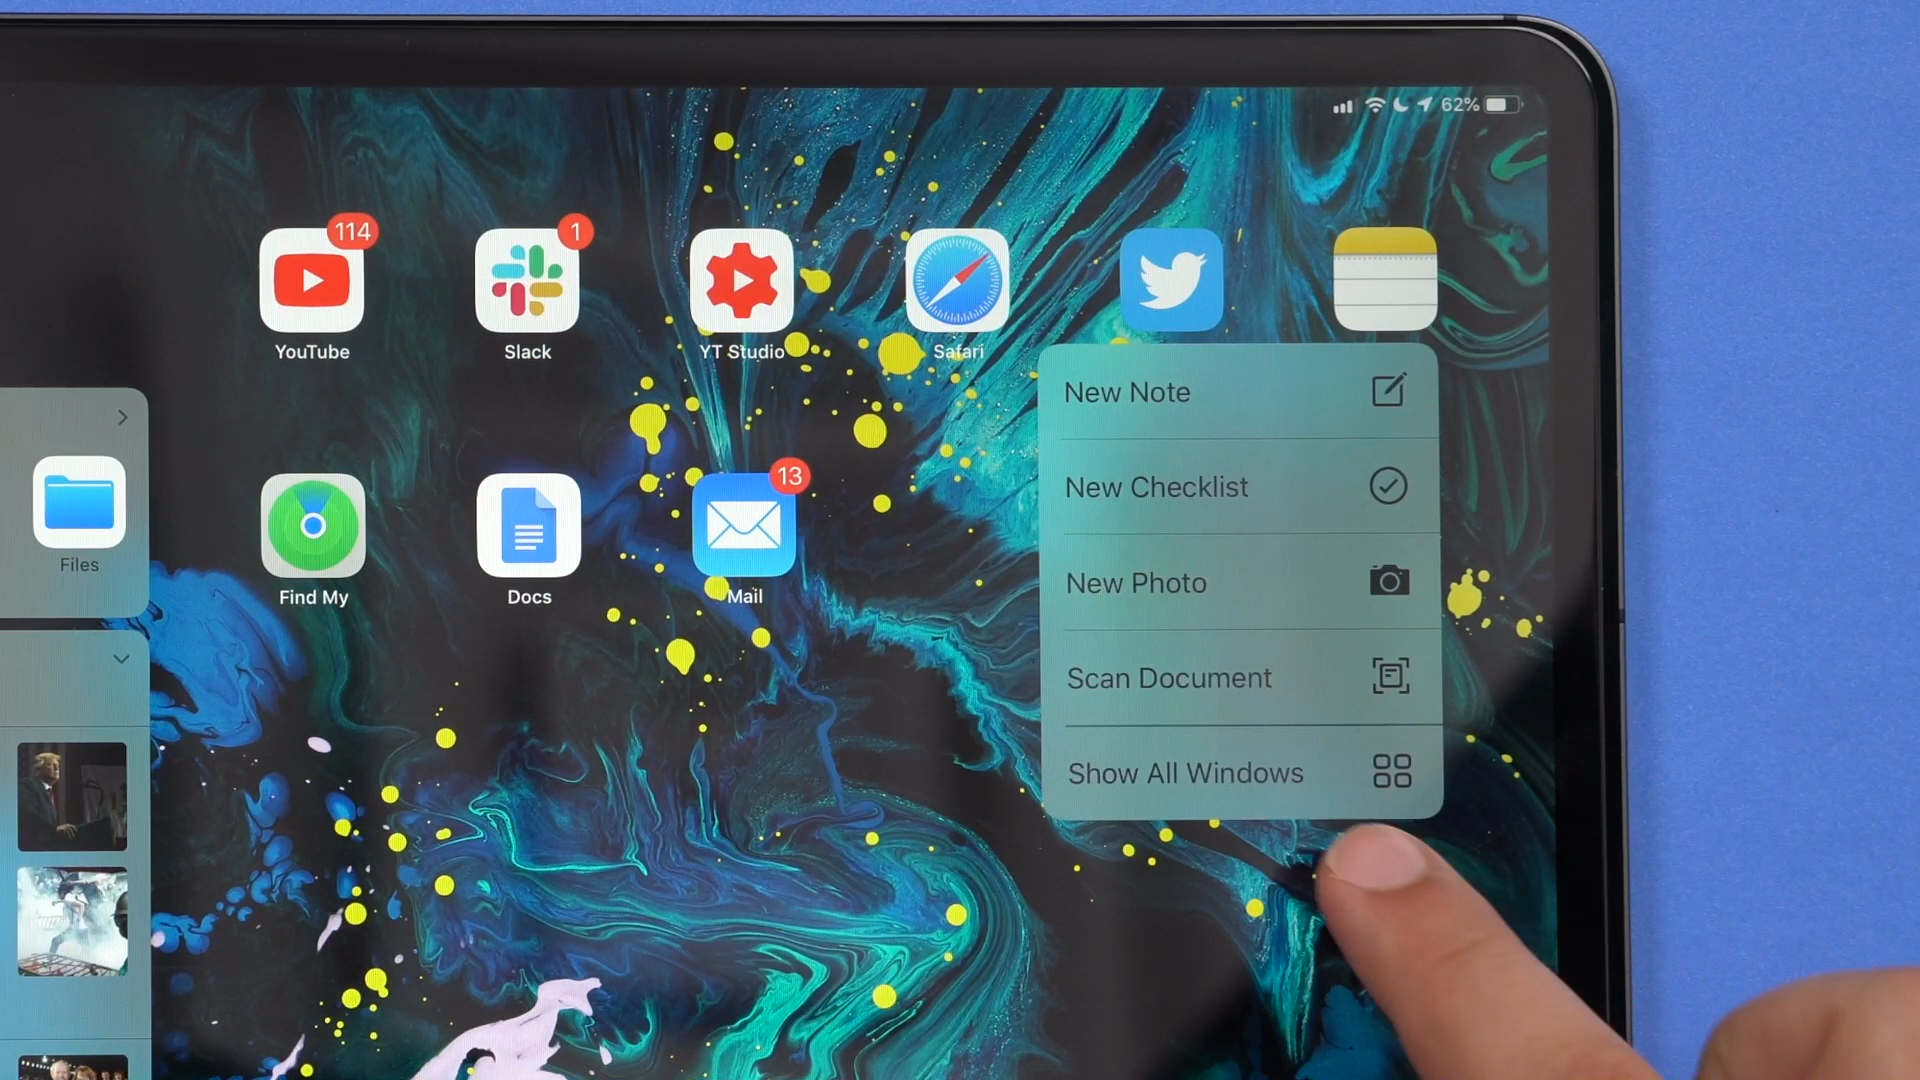 62%
114
1
YouTube
Slack
YT Studio
Safari
New Note
New Checklist
New Photo
Scan Document
Show All Windows
Files
13
Find My
Docs
Mail